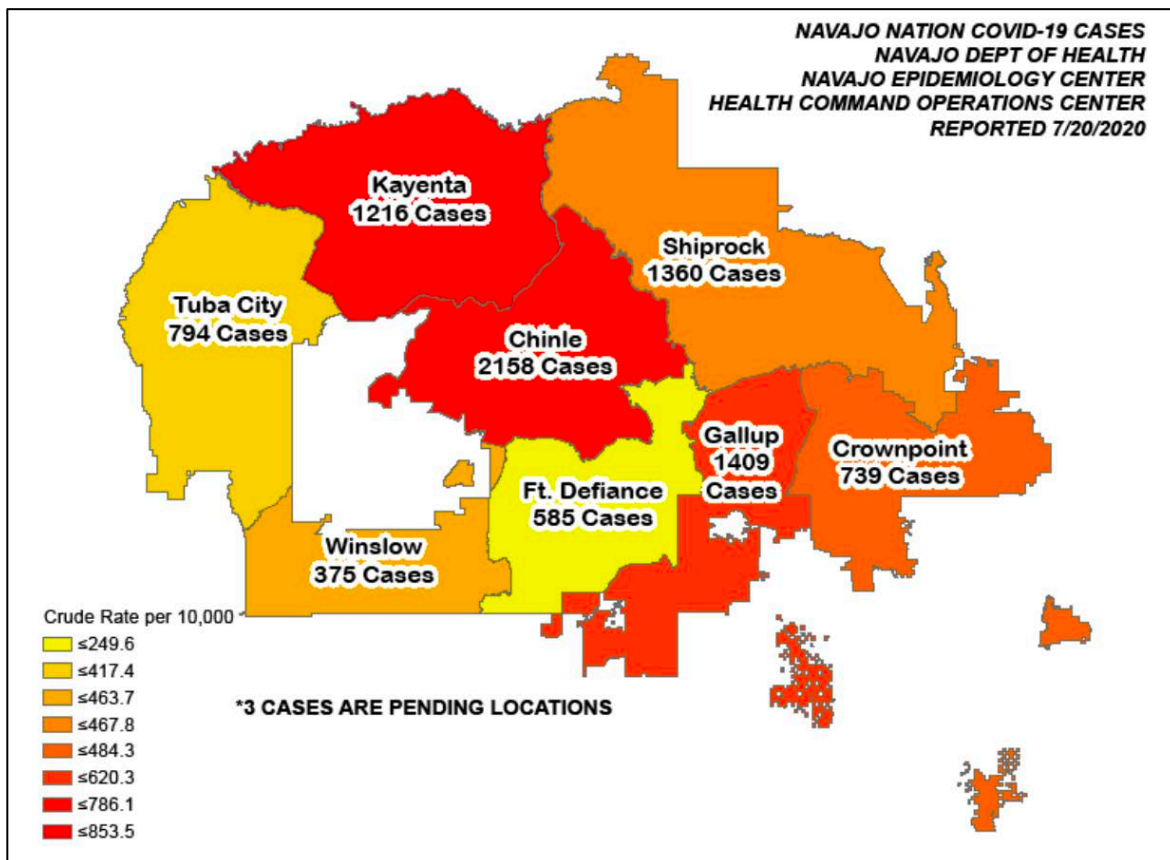 NAVAJO NATION COVID-19 CASES
NAVAJO DEPT OF HEALTH
NAVAJO EPIDEMIOLOGY CENTER
HEALTH COMMAND OPERATIONS CENTER
REPORTED 7/20/2020
Kayenta
1216 Cases
Shiprock
1360 Cases
Tuba City
794 Cases
Chinle
2158 Cases
Gallup
1409
Cases
Crownpoint
739 Cases
Ft. Defiance
585 Cases
Winslow
375 Cases
Crude Rate per 10,000
≤249.6
≤417.4
≤463.7
≤467.8
≤484.3
≤620.3
≤786.1
≤853.5
*3 CASES ARE PENDING LOCATIONS